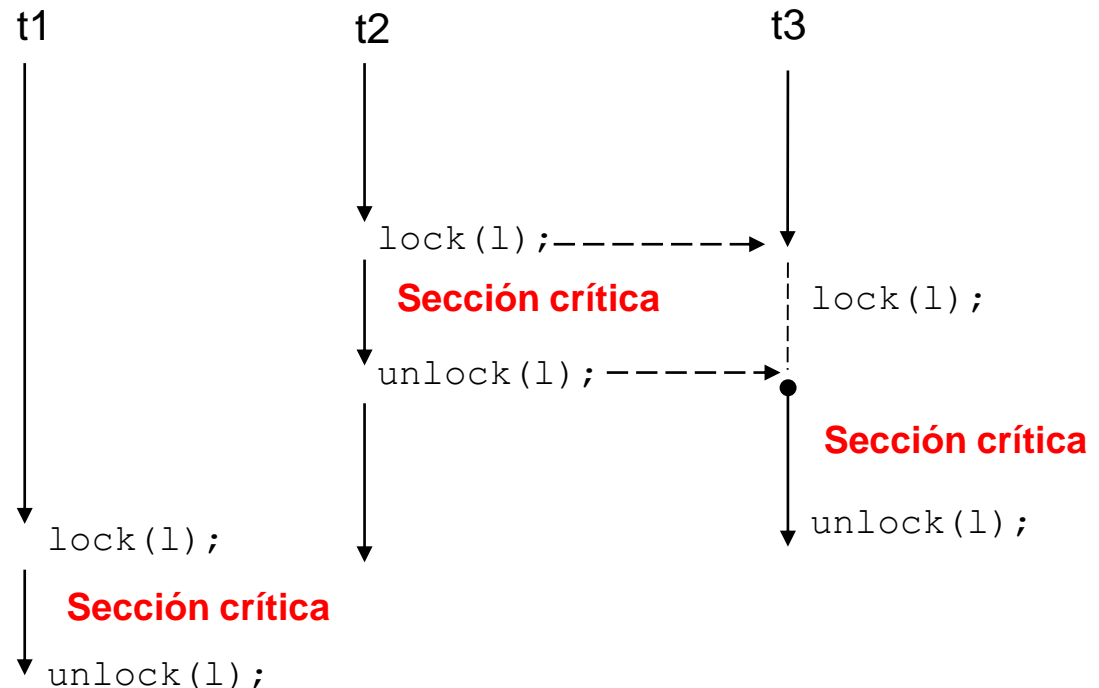 t1
t2
t3
lock(l);
Sección crítica
lock(l);
unlock(l);
Sección crítica
unlock(l);
lock(l);
Sección crítica
unlock(l);